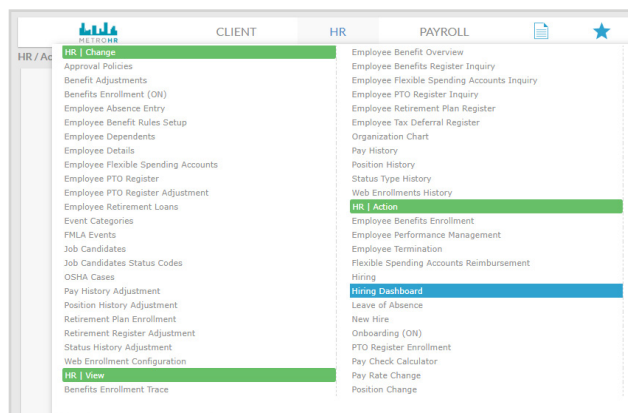 METROHR
CLIENT
HR
PAYROLL
HR / Ac
HR | Change
Approval Policies
Benefit Adjustments
Benefits Enrollment (ON)
Employee Absence Entry
Employee Benefit Rules Setup
Employee Dependents
Employee Details
Employee Flexible Spending Accounts
Employee PTO Register
Employee PTO Register Adjustment
Employee Retirement Loans
Event Categories
FMLA Events
Job Candidates
Job Candidates Status Codes
OSHA Cases
Pay History Adjustment
Position History Adjustment
Retirement Plan Enrollment
Retirement Register Adjustment
Status History Adjustment
Web Enrollment Configuration
HR | View
Benefits Enrollment Trace
Employee Benefit Overview
Employee Benefits Register Inquiry
Employee Flexible Spending Accounts Inquiry
Employee PTO Register Inquiry
Employee Retirement Plan Register
Employee Tax Deferral Register
Organization Chart
Pay History
Position History
Status Type History
Web Enrollments History
HR | Action
Employee Benefits Enrollment
Employee Performance Management
Employee Termination
Flexible Spending Accounts Reimbursement
Hiring
Hiring Dashboard
Leave of Absence
New Hire
Onboarding (ON)
PTO Register Enrollment
Pay Check Calculator
Pay Rate Change
Position Change